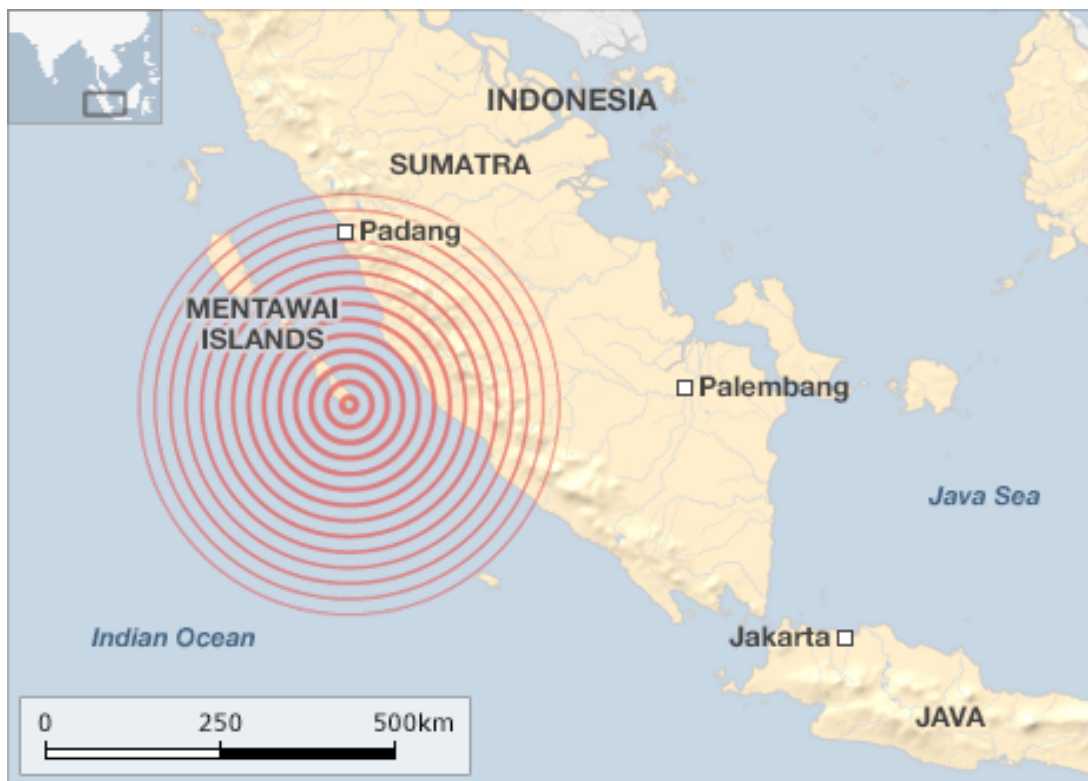 INDONESIA
SUMATRA
Padang
MENTAWAI
ISLANDS
Palembang
Java Sea
Indian Ocean
Jakarta
JAVA
0 250 500km